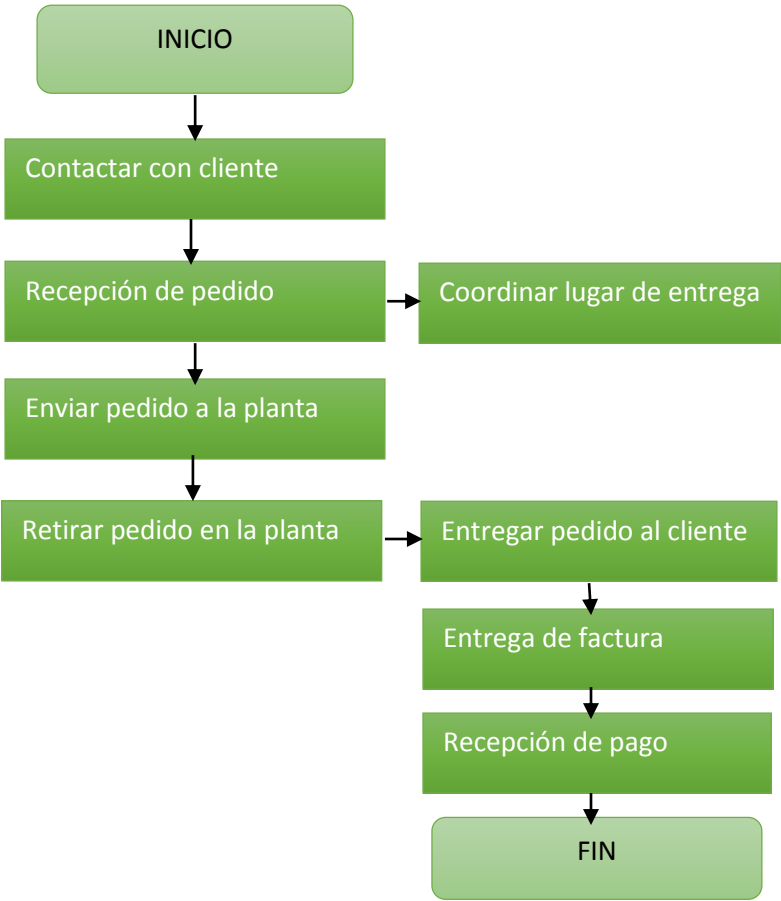 INICIO
Contactar con cliente
Recepción de pedido
Coordinar lugar de entrega
Enviar pedido a la planta
Retirar pedido en la planta
Entregar pedido al cliente
Entrega de factura
Recepción de pago
FIN